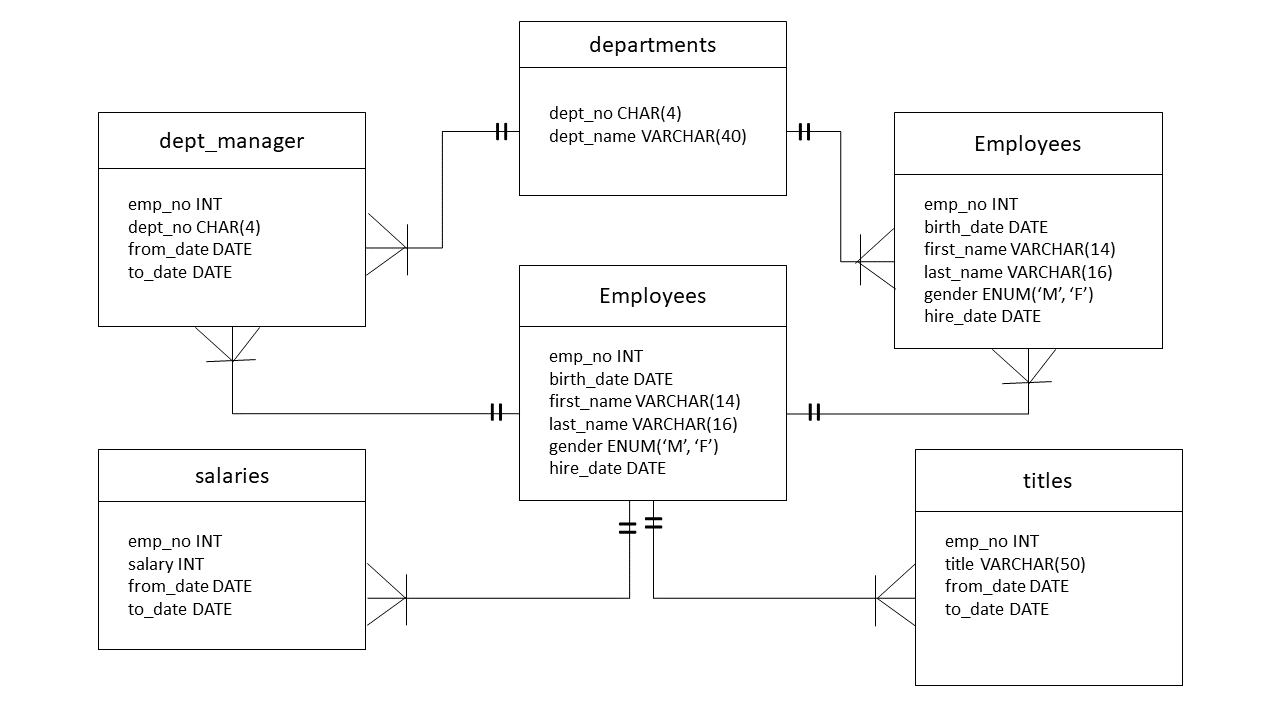 departments
dept_no CHAR(4)
dept_name VARCHAR(40)
dept_manager
emp_no INT
dept_no CHAR(4)
from_date DATE
to_date DATE
Employees
emp_no INT
birth_date DATE
first_name VARCHAR(14)
last_name VARCHAR(16)
gender ENUM(‘M’, ‘F’)
hire_date DATE
Employees
emp_no INT
birth_date DATE
first_name VARCHAR(14)
last_name VARCHAR(16)
gender ENUM(‘M’, ‘F’)
hire_date DATE
salaries
emp_no INT
salary INT
from_date DATE
to_date DATE
titles
emp_no INT
title VARCHAR(50)
from_date DATE
to_date DATE